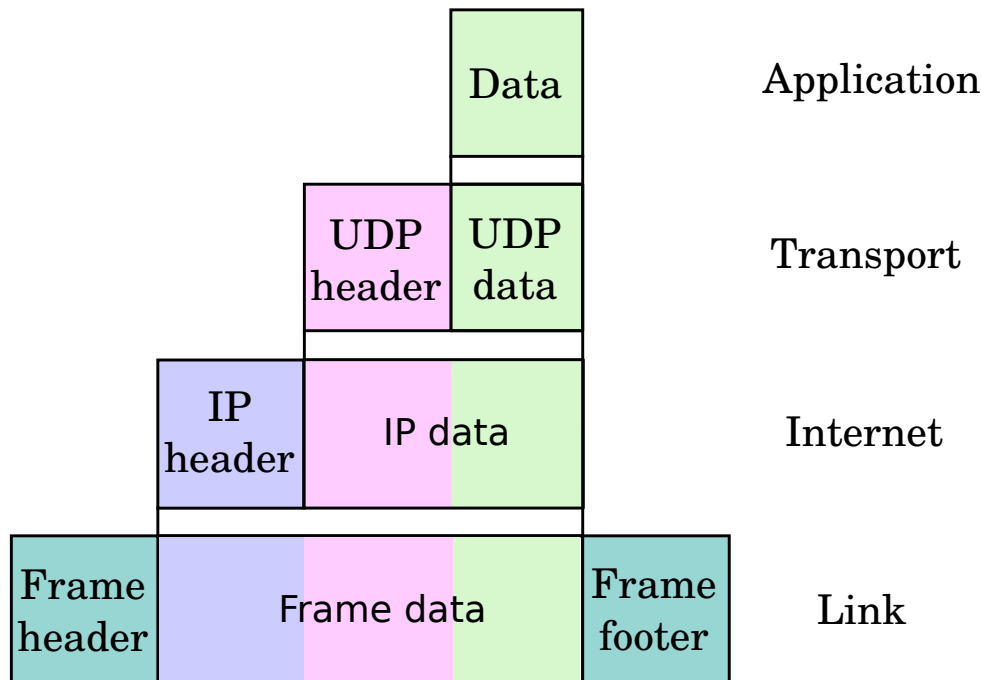 Data
Application
UDP
header
UDP
data
Transport
IP
header
IP data
Internet
Frame
header
Frame data
Frame
footer
Link